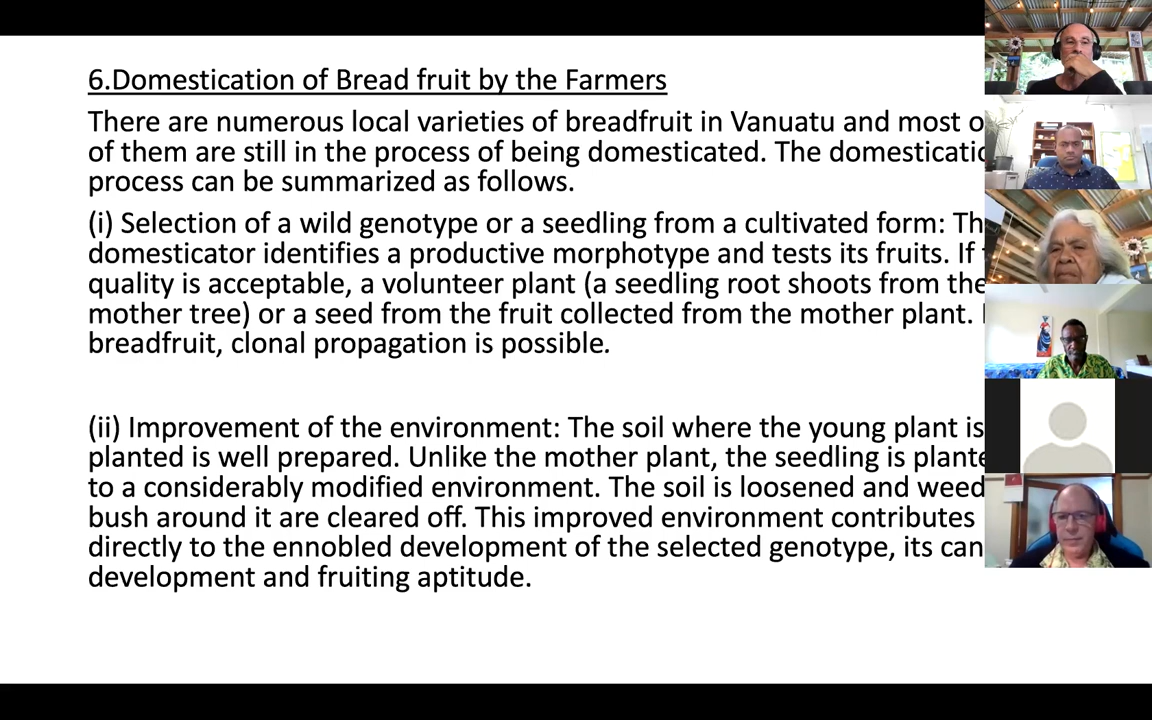 6.Domestication of Bread fruit by the Farmers
There are numerous local varieties of breadfruit in Vanuatu and most
of them are still in the process of being domesticated. The
process can be summarized as follows.
(i) Selection of a wild genotype or a seedling from a cultivated form:
domesticator identifies a productive morphotype and tests its fruits. If
quality is acceptable, a volunteer plant (a seedling root shoots from the
mother tree) or a seed from the fruit collected from the mother plant.
breadfruit, clonal propagation is possible.
(ii) Improvement of the environment: The soil where the young plant is
planted is well prepared. Unlike the mother plant, the seedling is
to a considerably modified environment. The soil is loosened and
bush around it are cleared off. This improved environment contributes
directly to the ennobled development of the selected genotype, its
development and fruiting aptitude.